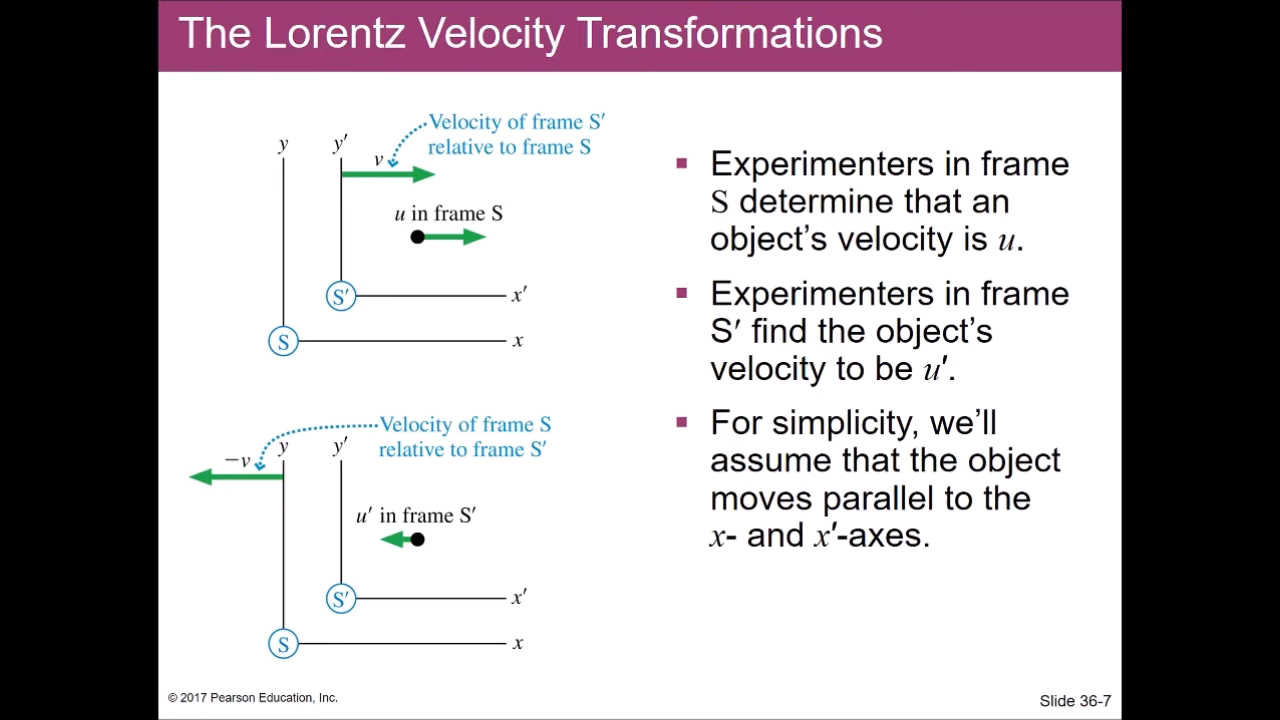 The Lorentz Velocity Transformations
Velocity of frame S′
relative to frame S
y
y′
v
u in frame S
S′
x′
S
x
Velocity of frame S
relative to frame S′
−v
y
y′
u′ in frame S′
S′
x′
S
x
Experimenters in frame
S determine that an
object’s velocity is u.
Experimenters in frame
S′ find the object’s
velocity to be u′.
For simplicity, we’ll
assume that the object
moves parallel to the
x- and x′-axes.
© 2017 Pearson Education, Inc.
Slide 36-7